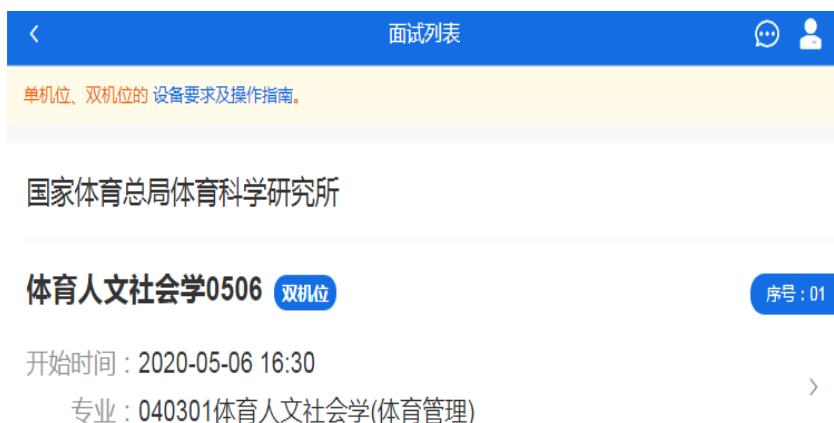 面试列表
单机位、双机位的 设备要求及操作指南。
国家体育总局体育科学研究所
体育人文社会学0506 双机位 序号:01
开始时间:2020-05-06 16:30
专业:040301体育人文社会学(体育管理)